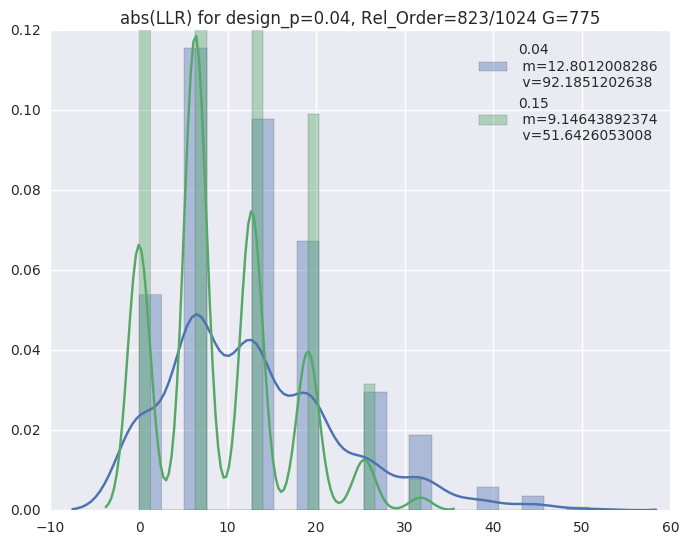 abs(LLR) for design_p=0.04, Rel_Order=823/1024 G=775
0.04
m=12.8012008286
v=92.1851202638
0.15
m=9.14643892374
v=51.6426053008
0.12
0.10
0.08
0.06
0.04
0.02
0.00
−10 0 10 20 30 40 50 60